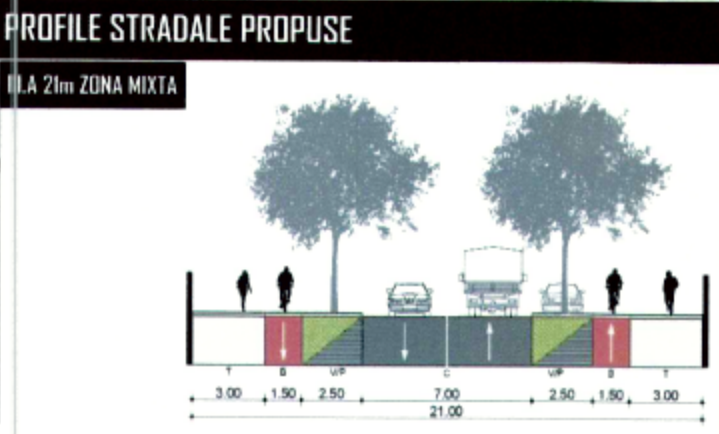 PROFILE STRADALE PROPUSE
21m ZONA MIXTA
T B V/P C V/P B T
3.00 1.50 2.50 7.00 2.50 1.50 3.00
21.00